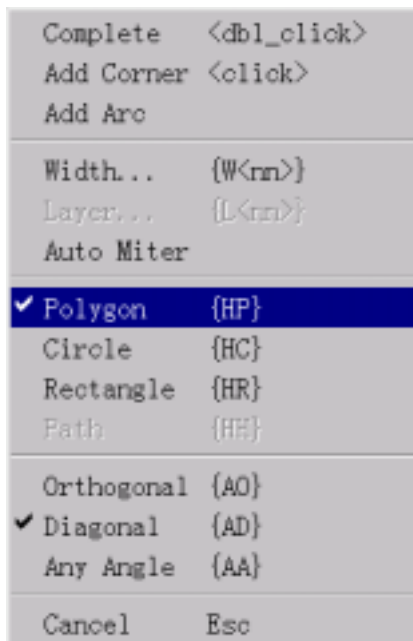 Complete <dbl_click>
Add Corner <click>
Add Arc
Width... {W<nn>}
Layer... {L<nn>}
Auto Miter
✓ Polygon {HP}
Circle {HC}
Rectangle {HR}
Path {HH}
Orthogonal {AO}
✓ Diagonal {AD}
Any Angle {AA}
Cancel Esc